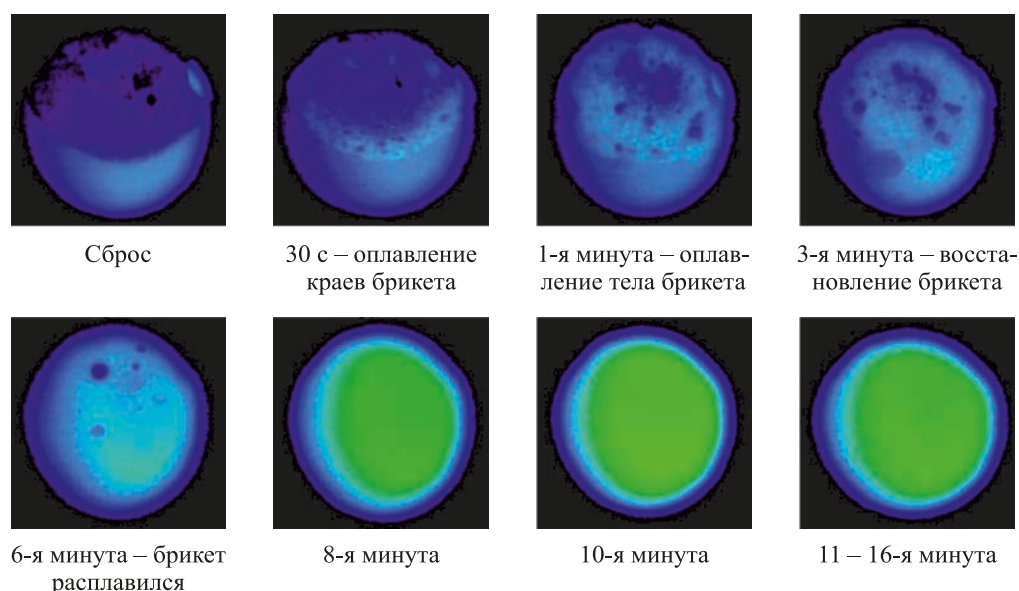 Сброс
30 с – оплавление
краев брикета
1-я минута – оплав-
ление тела брикета
3-я минута – восста-
новление брикета
6-я минута – брикет
расплавился
8-я минута
10-я минута
11 – 16-я минута